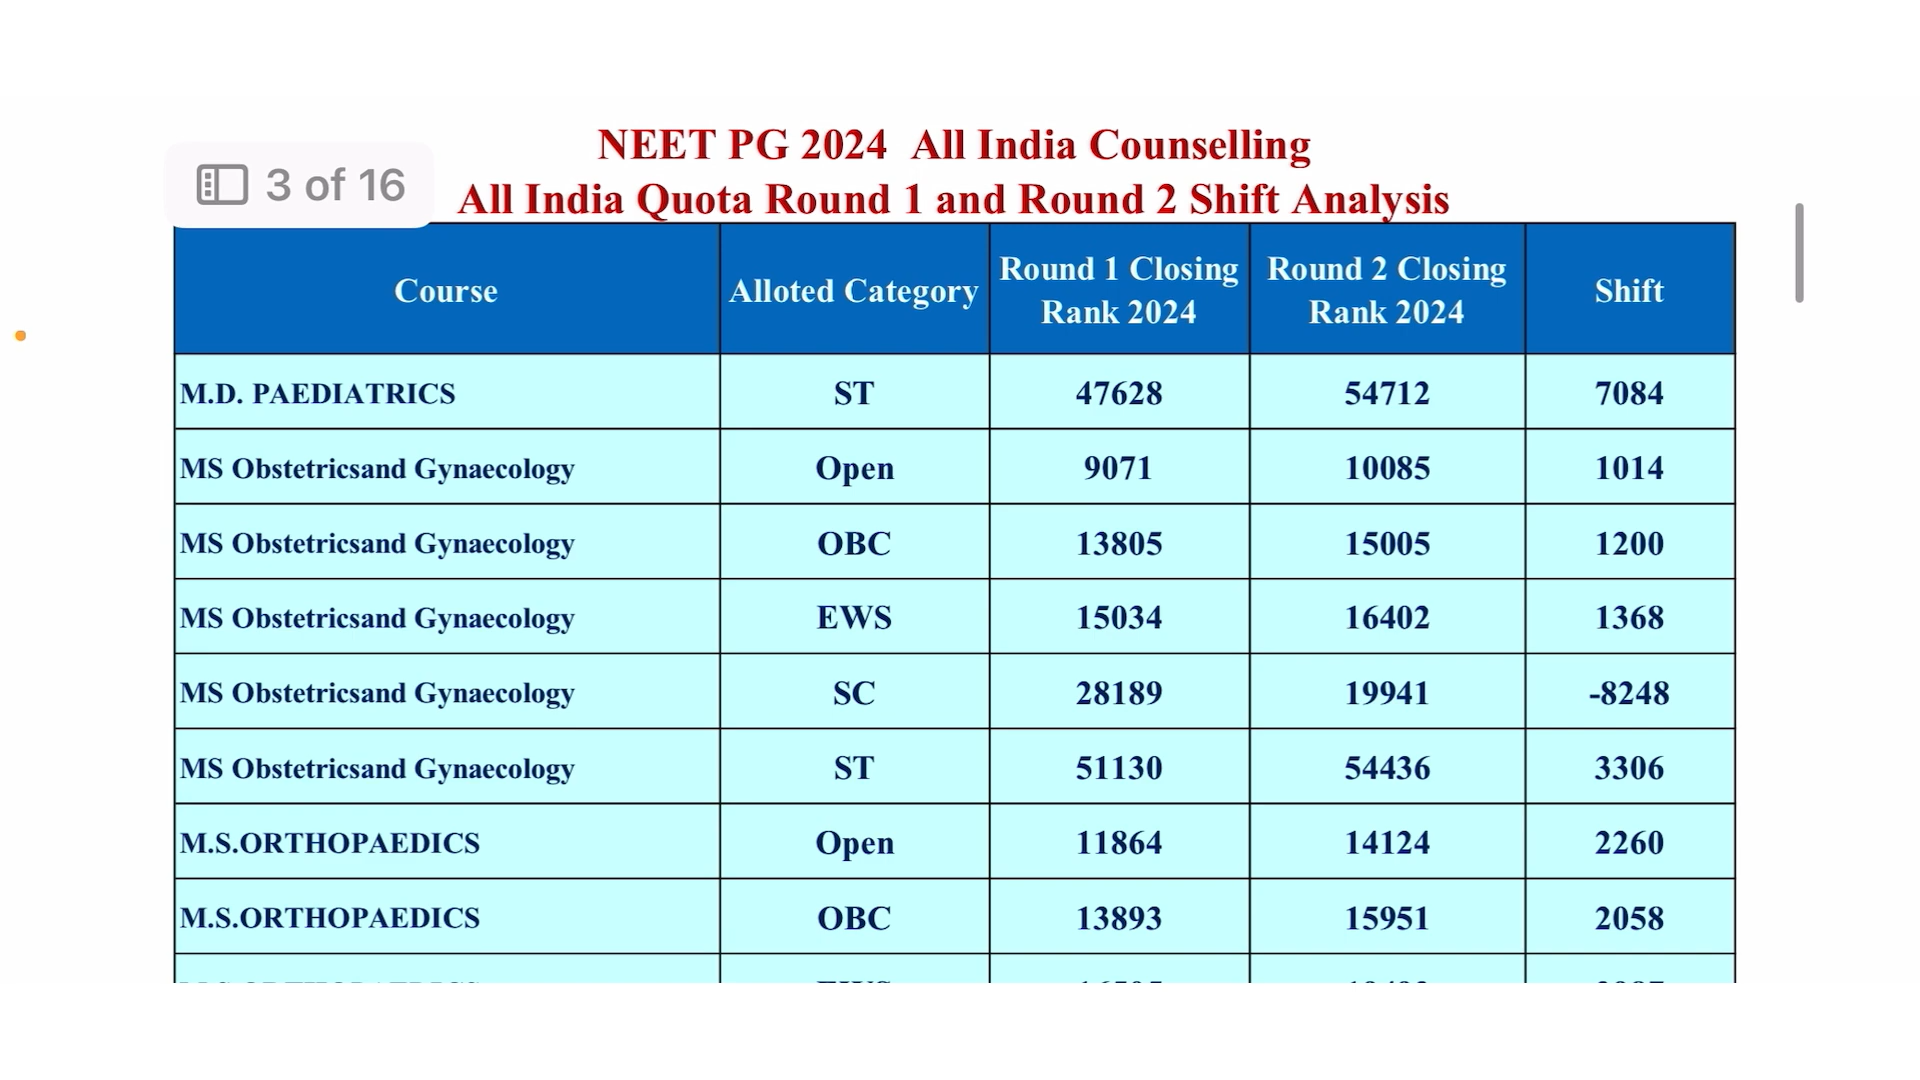 3 of 16
NEET PG 2024 All India Counselling
All India Quota Round 1 and Round 2 Shift Analysis
Course Alloted Category Round 1 Closing Rank 2024 Round 2 Closing Rank 2024 Shift
M.D. PAEDIATRICS ST 47628 54712 7084
MS Obstetricsand Gynaecology Open 9071 10085 1014
MS Obstetricsand Gynaecology OBC 13805 15005 1200
MS Obstetricsand Gynaecology EWS 15034 16402 1368
MS Obstetricsand Gynaecology SC 28189 19941 -8248
MS Obstetricsand Gynaecology ST 51130 54436 3306
M.S.ORTHOPAEDICS Open 11864 14124 2260
M.S.ORTHOPAEDICS OBC 13893 15951 2058